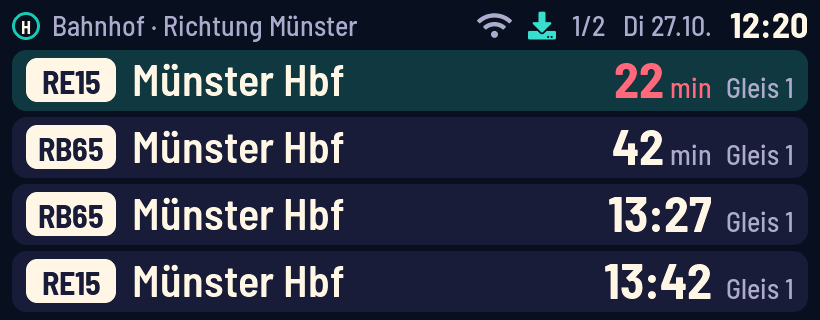 H Bahnhof · Richtung Münster 1/2 Di 27.10. 12:20
RE15 Münster Hbf 22 min Gleis 1
RB65 Münster Hbf 42 min Gleis 1
RB65 Münster Hbf 13:27 Gleis 1
RE15 Münster Hbf 13:42 Gleis 1